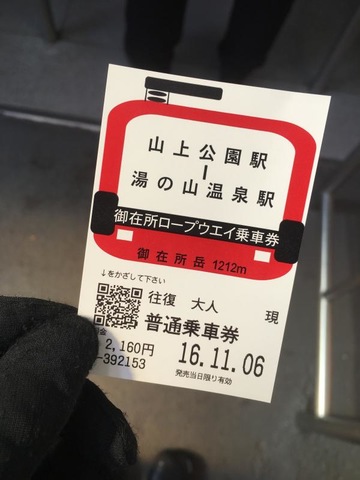 山上公園駅
ー
湯の山温泉駅
御在所ロープウエイ乗車券
御在所岳 1212m
↓をかざして下さい
往復 大人 現
普通乗車券
2,160円 16.11.06
-392153 発売当日限り有効